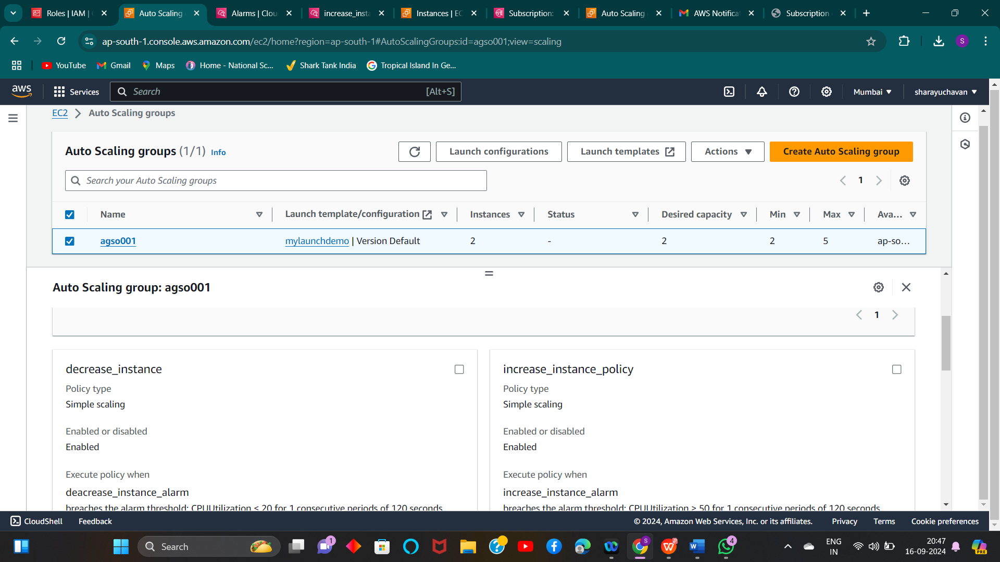 Roles | IAM |
Auto Scaling
Alarms | Clou
increase_insta
Instances | EC
Subscription:
Auto Scaling
AWS Notifica
Subscription
ap-south-1.console.aws.amazon.com/ec2/home?region=ap-south-1#AutoScalingGroups:id=agso001;view=scaling
S
YouTube
Gmail
Maps
Home - National Sc...
Shark Tank India
Tropical Island In Ge...
aws
Services
Search
[Alt+S]
Mumbai
sharayuchavan
EC2
Auto Scaling groups
Auto Scaling groups (1/1) Info
Launch configurations
Launch templates
Actions
Create Auto Scaling group
Search your Auto Scaling groups
1
Name
Launch template/configuration
Instances
Status
Desired capacity
Min
Max
Ava...
agso001
mylaunchdemo | Version Default
2
-
2
2
5
ap-so...
Auto Scaling group: agso001
1
decrease_instance
Policy type
Simple scaling
Enabled or disabled
Enabled
Execute policy when
deacrease_instance_alarm
breaches the alarm threshold: CPUUtilization < 20 for 1 consecutive periods of 120 seconds
increase_instance_policy
Policy type
Simple scaling
Enabled or disabled
Enabled
Execute policy when
increase_instance_alarm
breaches the alarm threshold: CPUUtilization > 50 for 1 consecutive periods of 120 seconds
CloudShell
Feedback
© 2024, Amazon Web Services, Inc. or its affiliates.
Privacy
Terms
Cookie preferences
Search
1
S
W
4
ENG
IN
20:47
16-09-2024
PRE